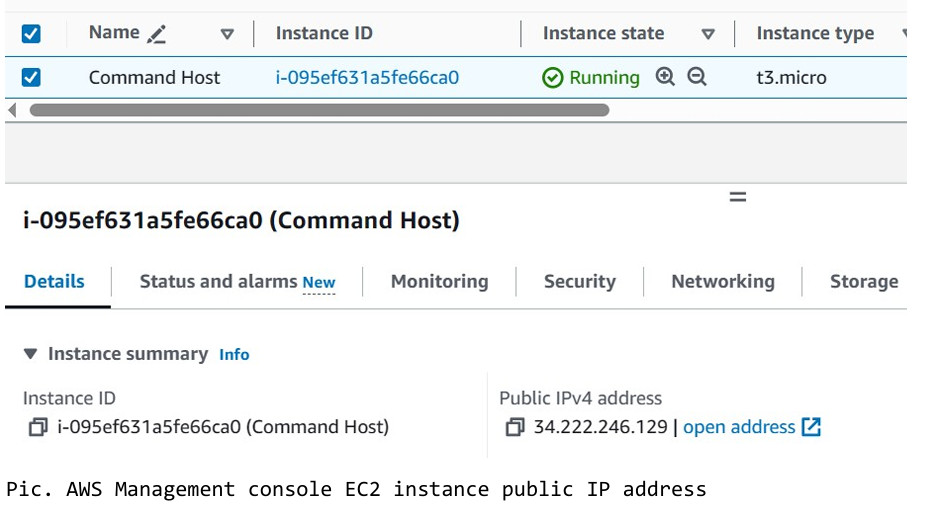 Name Instance ID Instance state Instance type
Command Host i-095ef631a5fe66ca0 Running t3.micro
i-095ef631a5fe66ca0 (Command Host)
Details Status and alarms New Monitoring Security Networking Storage
Instance summary Info
Instance ID Public IPv4 address
i-095ef631a5fe66ca0 (Command Host) 34.222.246.129 | open address
Pic. AWS Management console EC2 instance public IP address